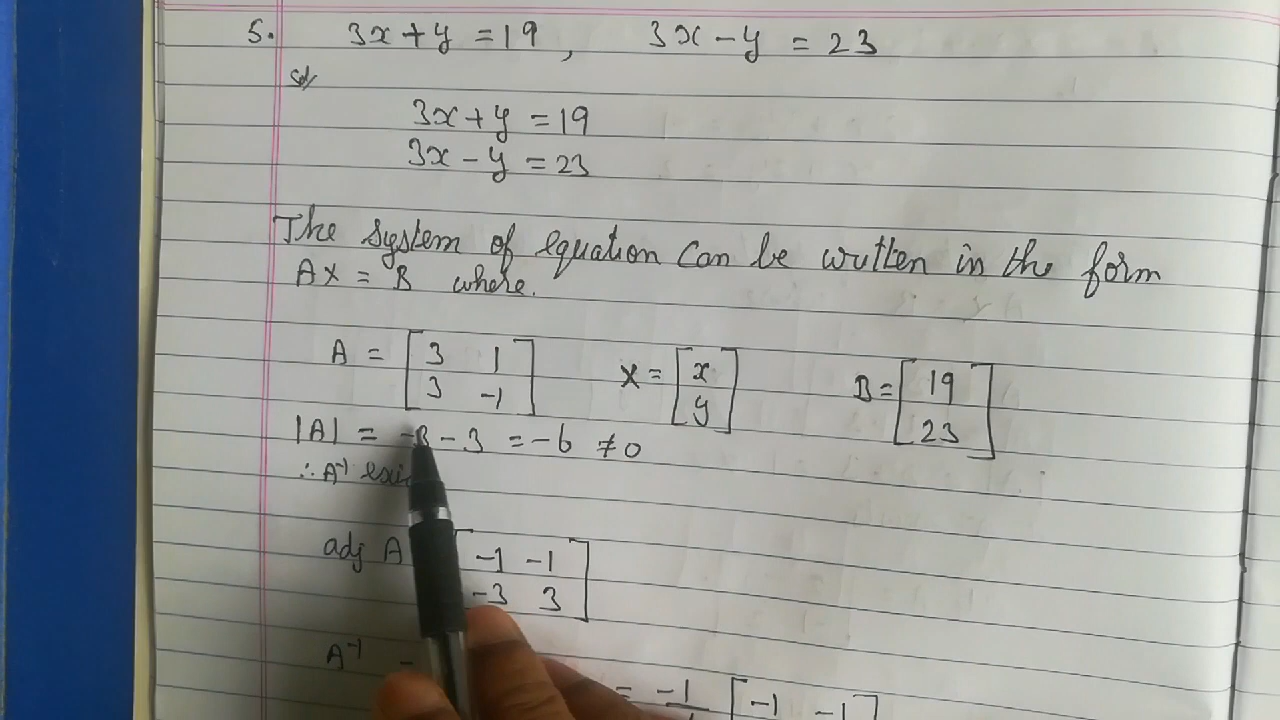 5. 3x+y =19, 3x-y = 23
Sol
3x+y =19
3x-y =23
The system of equation can be written in the form
AX = B where.
A = [3 1 X = [x B = [19
3 -1] y] 23]
|A| = -3-3 =-6 ≠0
∴A⁻¹
adj A [-1 -1
-3 3]
A⁻¹ = -1 [-1 -1]